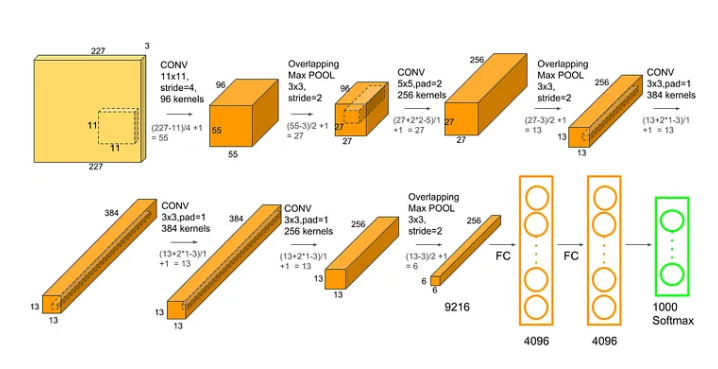 227
3
11
11
227
CONV
11x11,
stride=4,
96 kernels
(227-11)/4 +1
= 55
96
55
55
Overlapping
Max POOL
3x3,
stride=2
(55-3)/2 +1
= 27
96
27
27
CONV
5x5,pad=2
256 kernels
(27+2*2-5)/1
+1 = 27
256
27
27
Overlapping
Max POOL
3x3,
stride=2
(27-3)/2 +1
= 13
256
13
13
CONV
3x3,pad=1
384 kernels
(13+2*1-3)/1
+1 = 13
384
13
13
CONV
3x3,pad=1
384 kernels
(13+2*1-3)/1
+1 = 13
384
13
13
CONV
3x3,pad=1
256 kernels
(13+2*1-3)/1
+1 = 13
256
13
13
Overlapping
Max POOL
3x3,
stride=2
(13-3)/2 +1
= 6
256
6
6
9216
FC
4096
FC
4096
1000
Softmax